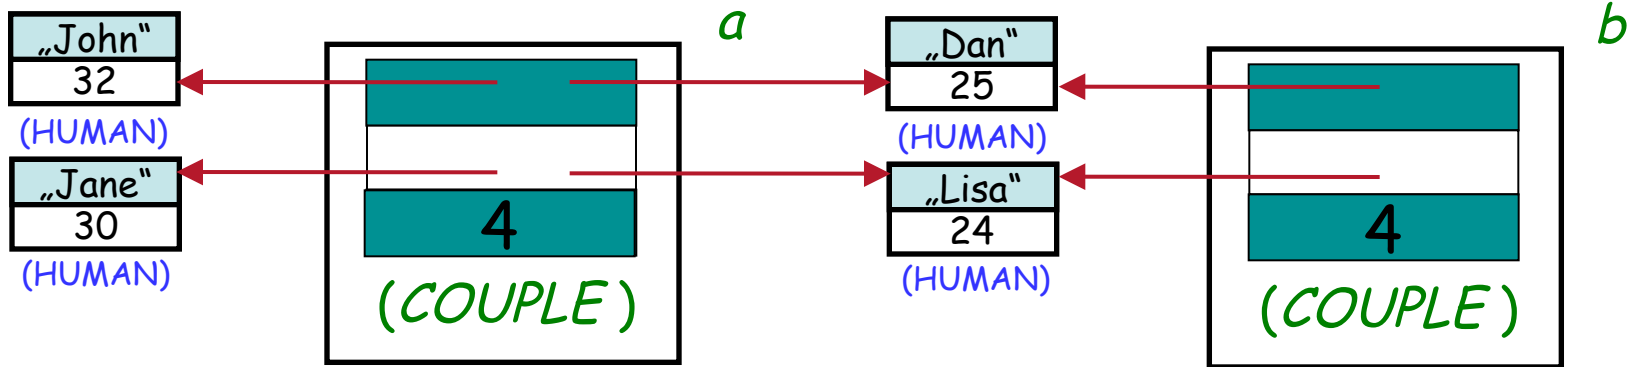 „John“
32
(HUMAN)
„Jane“
30
(HUMAN)
a
4
(COUPLE)
„Dan“
25
(HUMAN)
„Lisa“
24
(HUMAN)
b
4
(COUPLE)